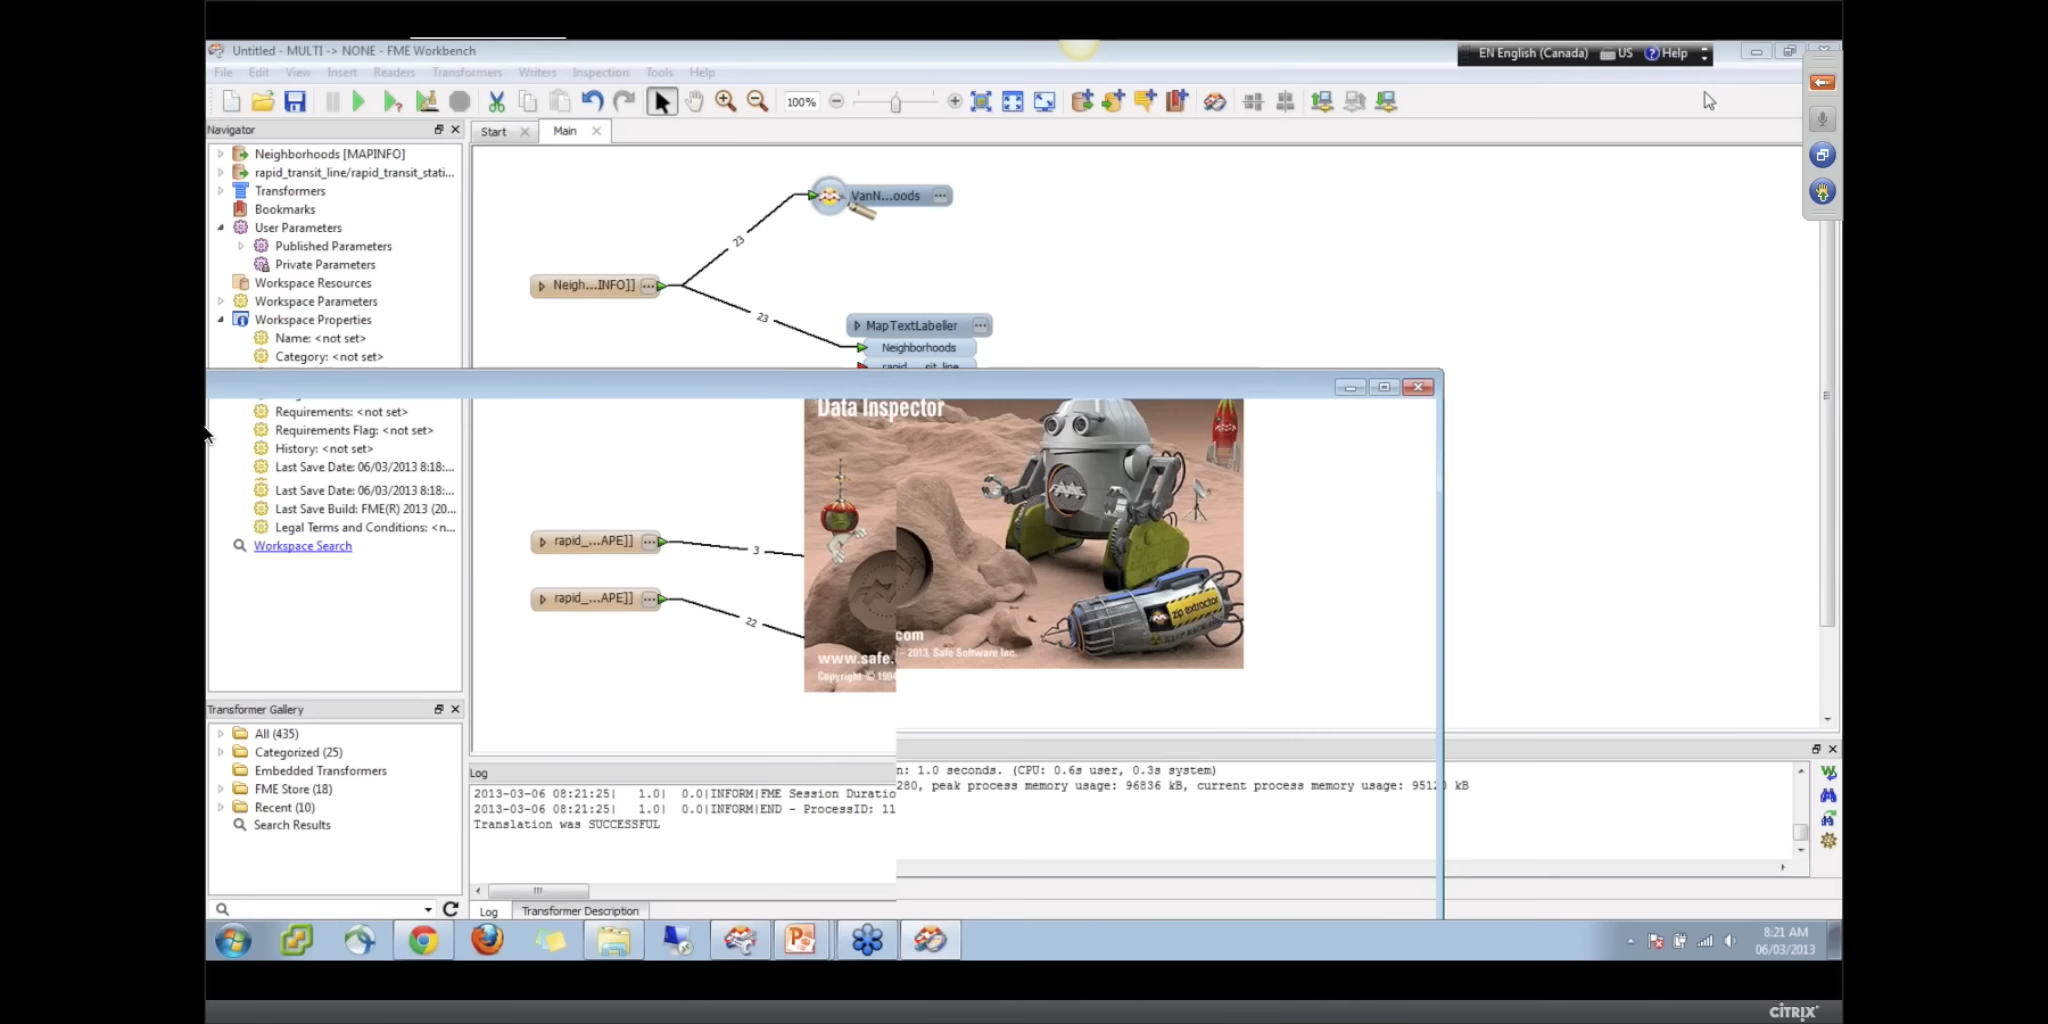 Untitled - MULTI -> NONE - FME Workbench
EN English (Canada) US Help
File Edit View Insert Readers Transformers Writers Inspection Tools Help
100%
Navigator
Start Main
Neighborhoods [MAPINFO]
rapid_transit_line/rapid_transit_stati...
Transformers
Bookmarks
User Parameters
Published Parameters
Private Parameters
Workspace Resources
Workspace Parameters
Workspace Properties
Name: <not set>
Category: <not set>
Requirements: <not set>
Requirements Flag: <not set>
History: <not set>
Last Save Date: 06/03/2013 8:18:...
Last Save Date: 06/03/2013 8:18:...
Last Save Build: FME(R) 2013 (20...
Legal Terms and Conditions: <n...
Workspace Search
VanN...oods
23
Neigh...INFO]]
23
MapTextLabeller
Neighborhoods
rapid_...sit_line
Data Inspector
rapid_...APE]]
3
rapid_...APE]]
22
zip extractor
com
www.safe.
– 2013, Safe Software Inc.
Copyright © 1994
Transformer Gallery
All (435)
Categorized (25)
Embedded Transformers
FME Store (18)
Recent (10)
Search Results
Log
n: 1.0 seconds. (CPU: 0.6s user, 0.3s system)
280, peak process memory usage: 96836 kB, current process memory usage: 9512 kB
2013-03-06 08:21:25| 1.0| 0.0|INFORM|FME Session Duratio
2013-03-06 08:21:25| 1.0| 0.0|INFORM|END - ProcessID: 11
Translation was SUCCESSFUL
Log Transformer Description
8:21 AM
06/03/2013
CITRIX